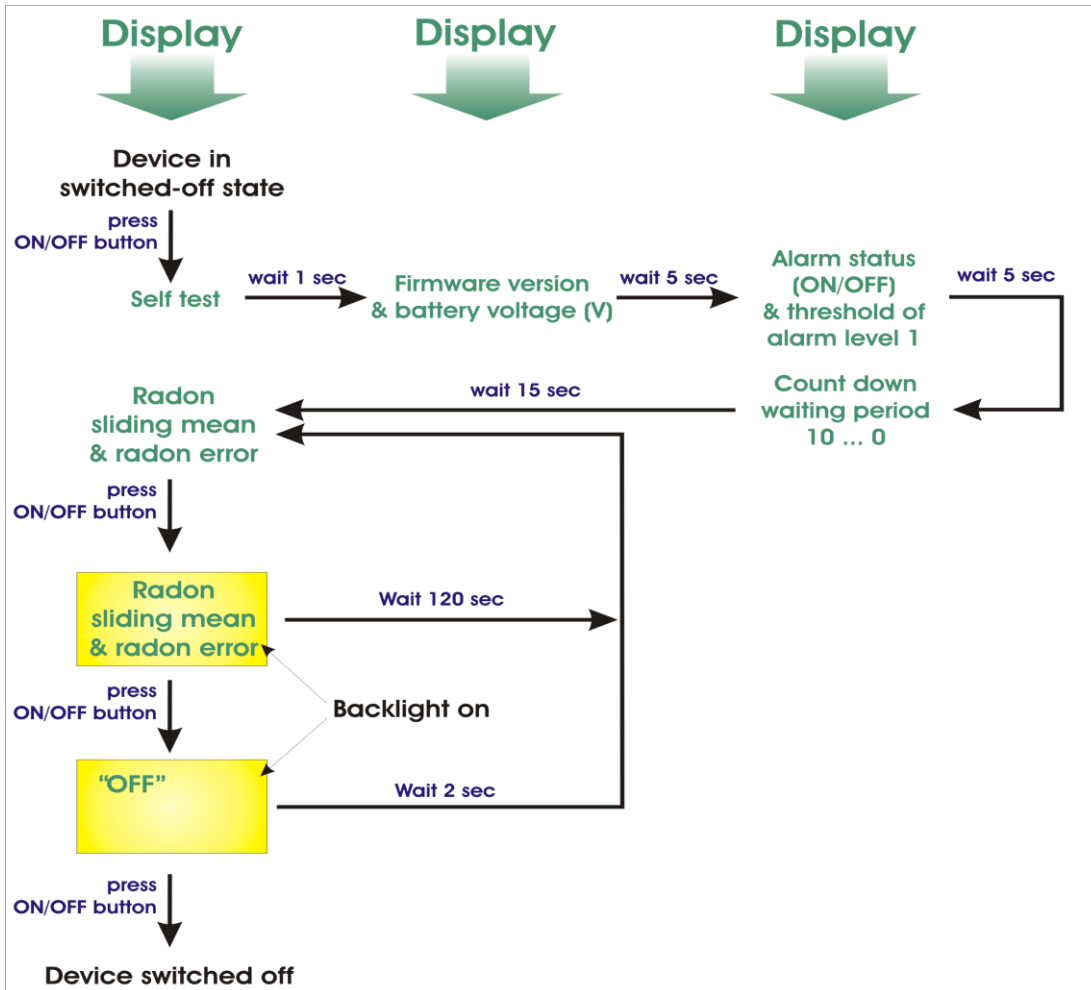 Display
Display
Display
Device in
switched-off state
press
ON/OFF button
Self test
wait 1 sec
Firmware version
& battery voltage (V)
wait 5 sec
Alarm status
(ON/OFF)
& threshold of
alarm level 1
wait 5 sec
Count down
waiting period
10 ... 0
wait 15 sec
Radon
sliding mean
& radon error
press
ON/OFF button
Radon
sliding mean
& radon error
Wait 120 sec
press
ON/OFF button
Backlight on
“OFF”
Wait 2 sec
press
ON/OFF button
Device switched off